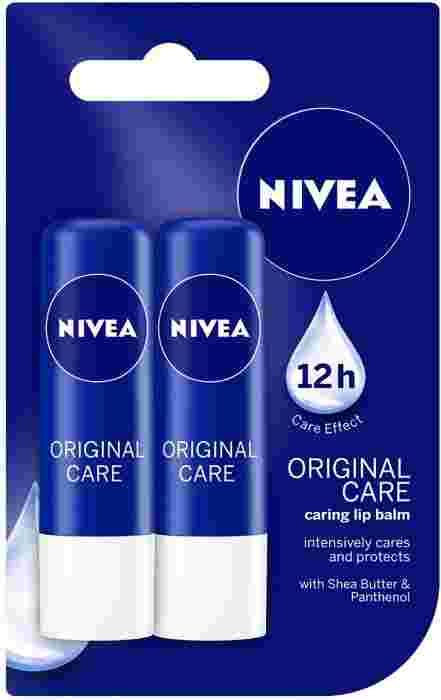 NIVEA
NIVEA
ORIGINAL
CARE
NIVEA
ORIGINAL
CARE
12h
Care Effect
ORIGINAL
CARE
caring lip balm
intensively cares
and protects
with Shea Butter &
Panthenol